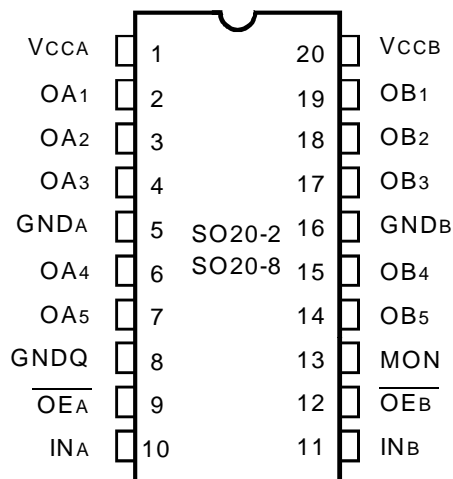 VCCA 1 20 VCCB
OA1 2 19 OB1
OA2 3 18 OB2
OA3 4 17 OB3
GNDA 5 16 GNDB
SO20-2
SO20-8
OA4 6 15 OB4
OA5 7 14 OB5
GNDQ 8 13 MON
O̅E̅A̅ 9 12 O̅E̅B̅
INA 10 11 INB